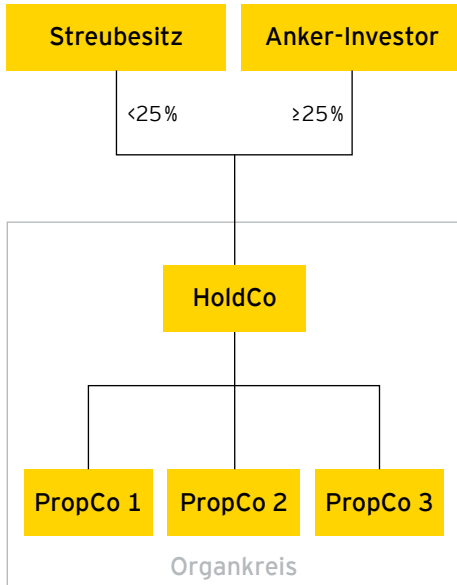 Streubesitz
Anker-Investor
<25%
≥25%
HoldCo
PropCo 1
PropCo 2
PropCo 3
Organkreis